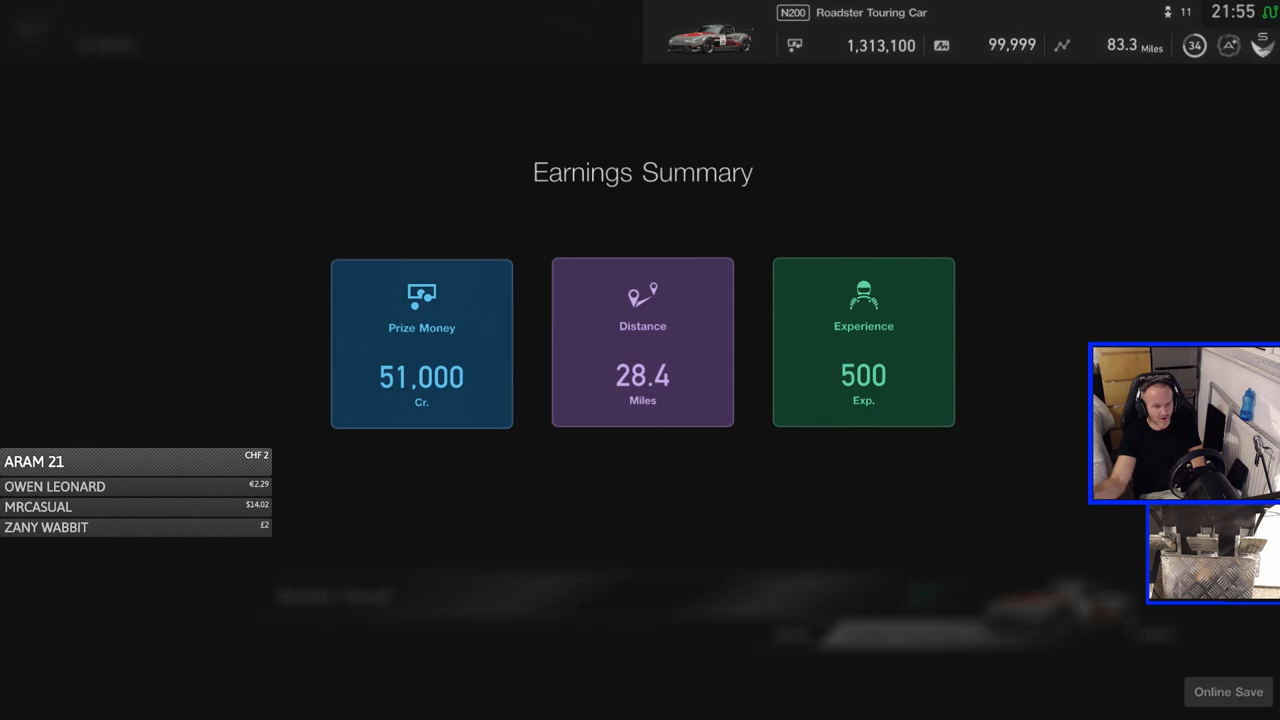 N200 Roadster Touring Car
11 21:55
1,313,100 99,999 83.3 Miles 34 A+ S
Earnings Summary
Prize Money
51,000
Cr.
Distance
28.4
Miles
Experience
500
Exp.
ARAM 21 CHF 2
OWEN LEONARD €2.29
MRCASUAL $14.02
ZANY WABBIT £2
Online Save